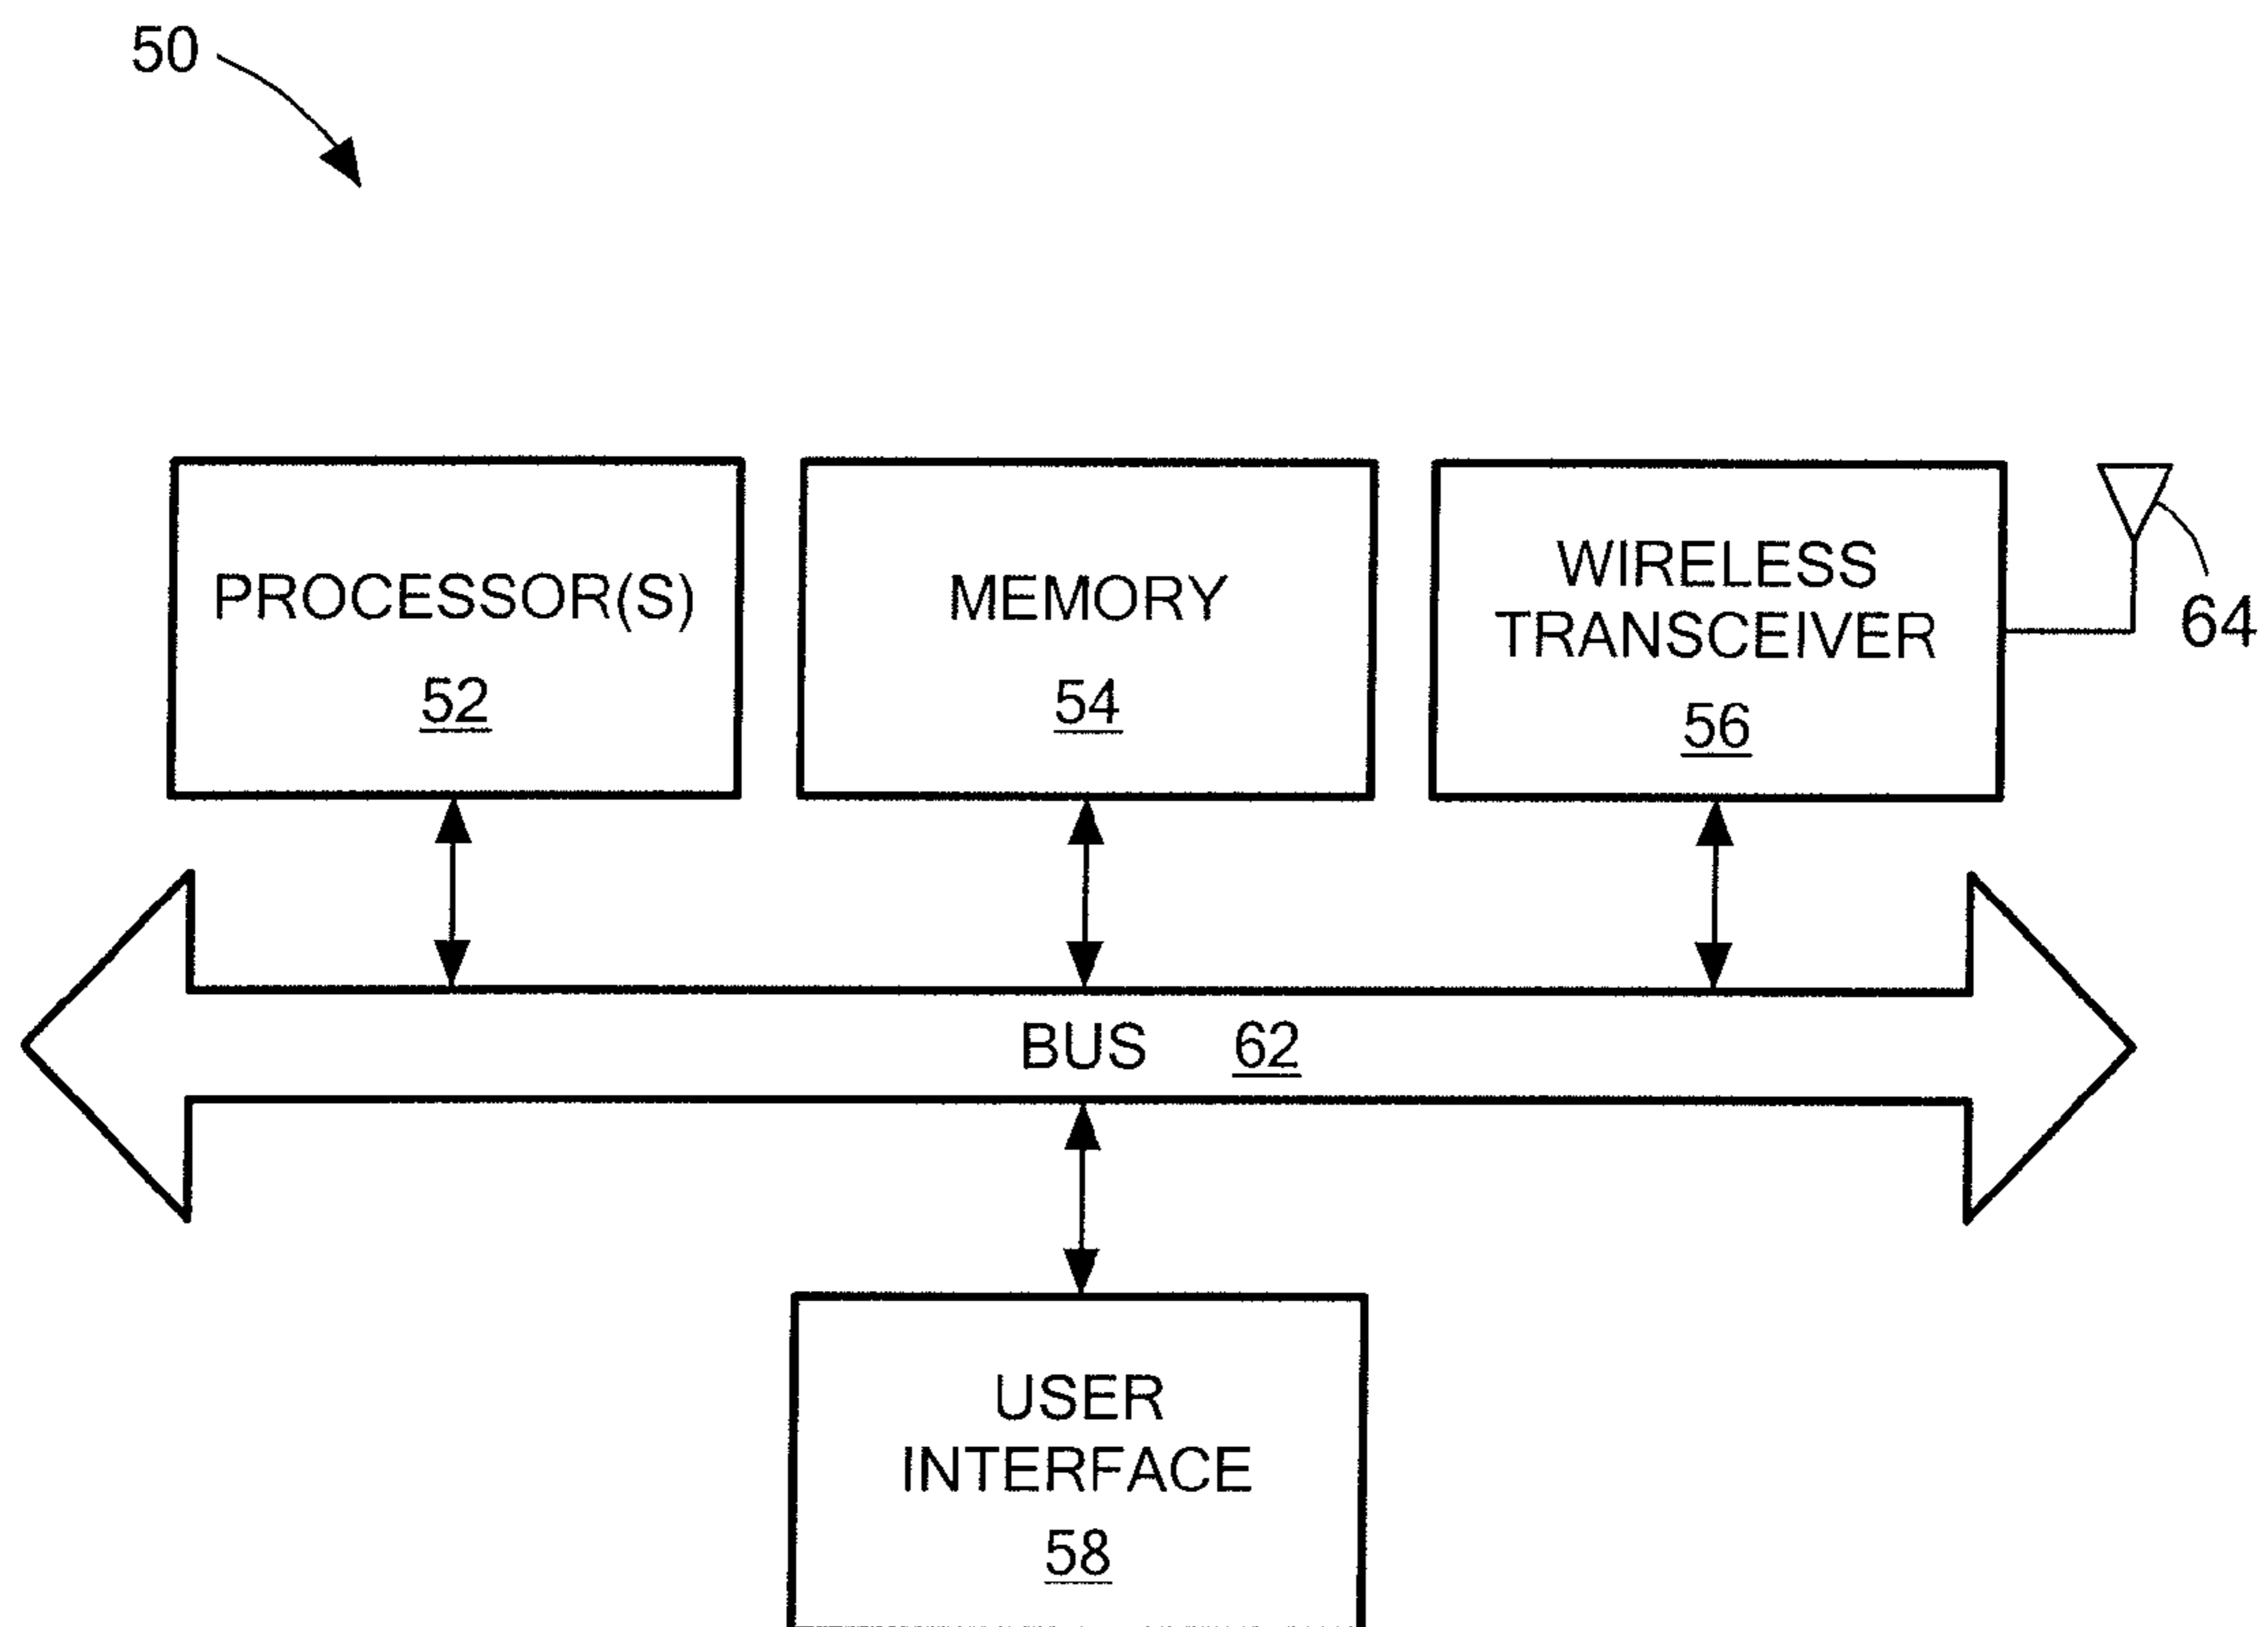 50
PROCESSOR(S)
52
MEMORY
54
WIRELESS
TRANSCEIVER
56
64
BUS 62
USER
INTERFACE
58